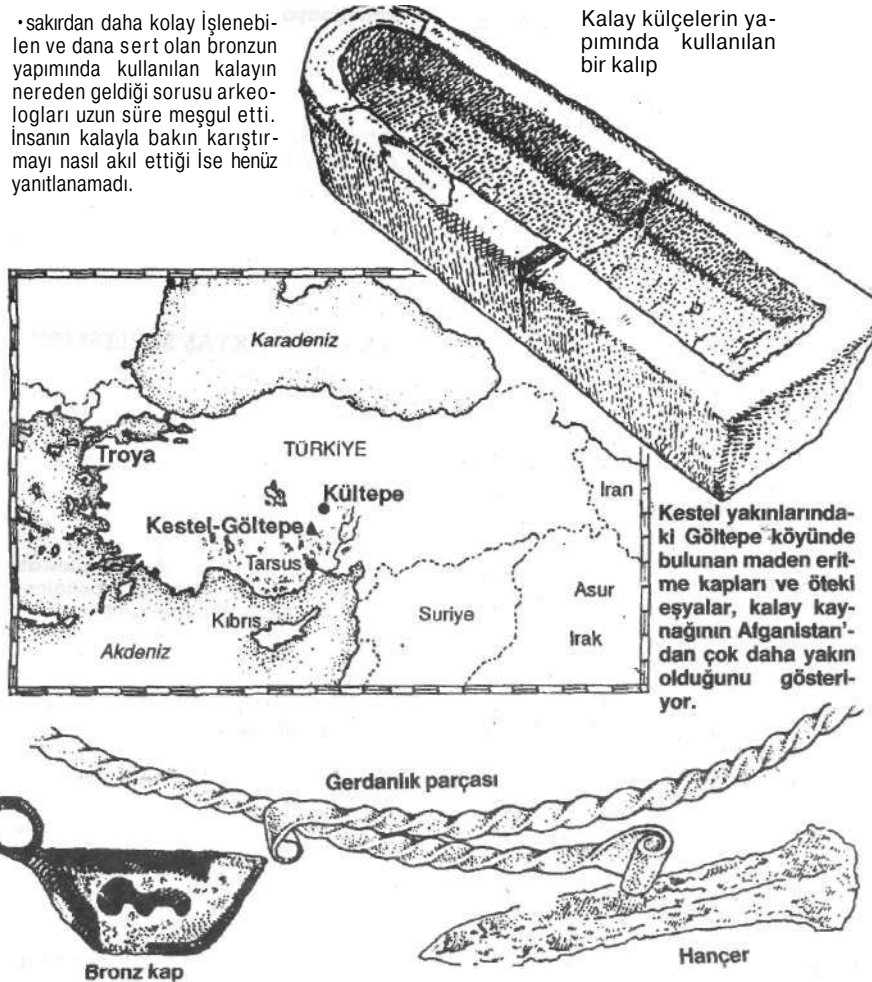 •sakırdan daha kolay İşlenebi-
len ve dana sert olan bronzun
yapımında kullanılan kalayın
nereden geldiği sorusu arkeo-
logları uzun süre meşgul etti.
İnsanın kalayla bakın karıştır-
mayı nasıl akıl ettiği İse henüz
yanıtlanamadı.
Kalay külçelerin ya-
pımında kullanılan
bir kalıp
Karadeniz
Troya
TÜRKİYE
Kültepe
Kestel-Göltepe
Tarsus
Kıbrıs
Akdeniz
Suriye
Iran
Asur
Irak
Kestel yakınlarında-
ki Göltepe köyünde
bulunan maden erit-
me kapları ve öteki
eşyalar, kalay kay-
nağının Afganistan'-
dan çok daha yakın
olduğunu gösteri-
yor.
Gerdanlık parçası
Bronz kap
Hançer